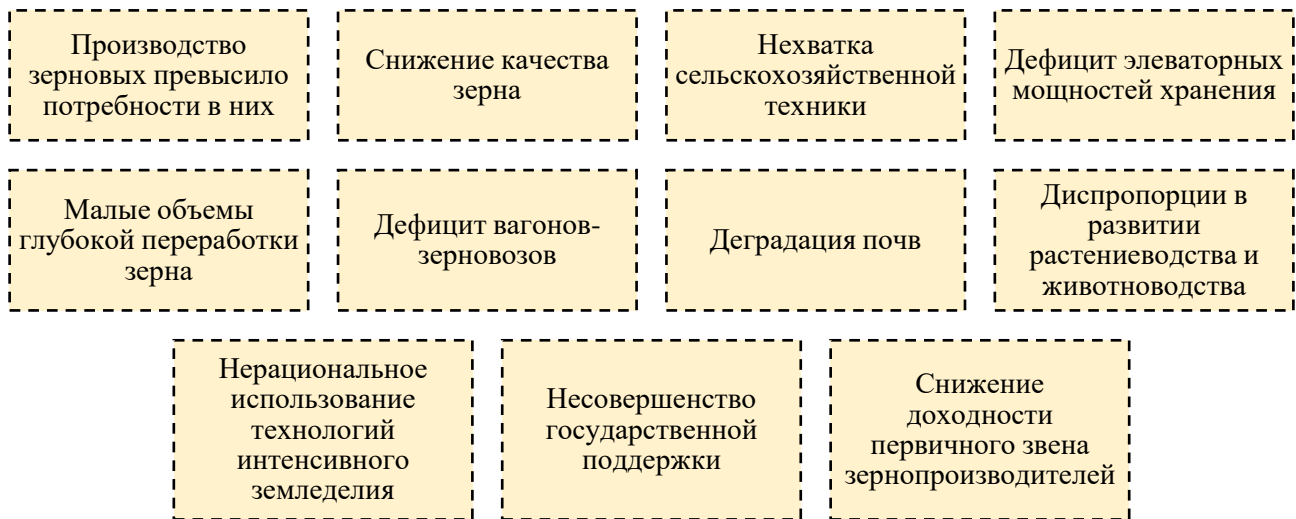 Производство
зерновых превысило
потребности в них
Снижение качества
зерна
Нехватка
сельскохозяйственной
техники
Дефицит элеваторных
мощностей хранения
Малые объемы
глубокой переработки
зерна
Дефицит вагонов-
зерновозов
Деградация почв
Диспропорции в
развитии
растениеводства и
животноводства
Нерациональное
использование
технологий
интенсивного
земледелия
Несовершенство
государственной
поддержки
Снижение
доходности
первичного звена
зернопроизводителей